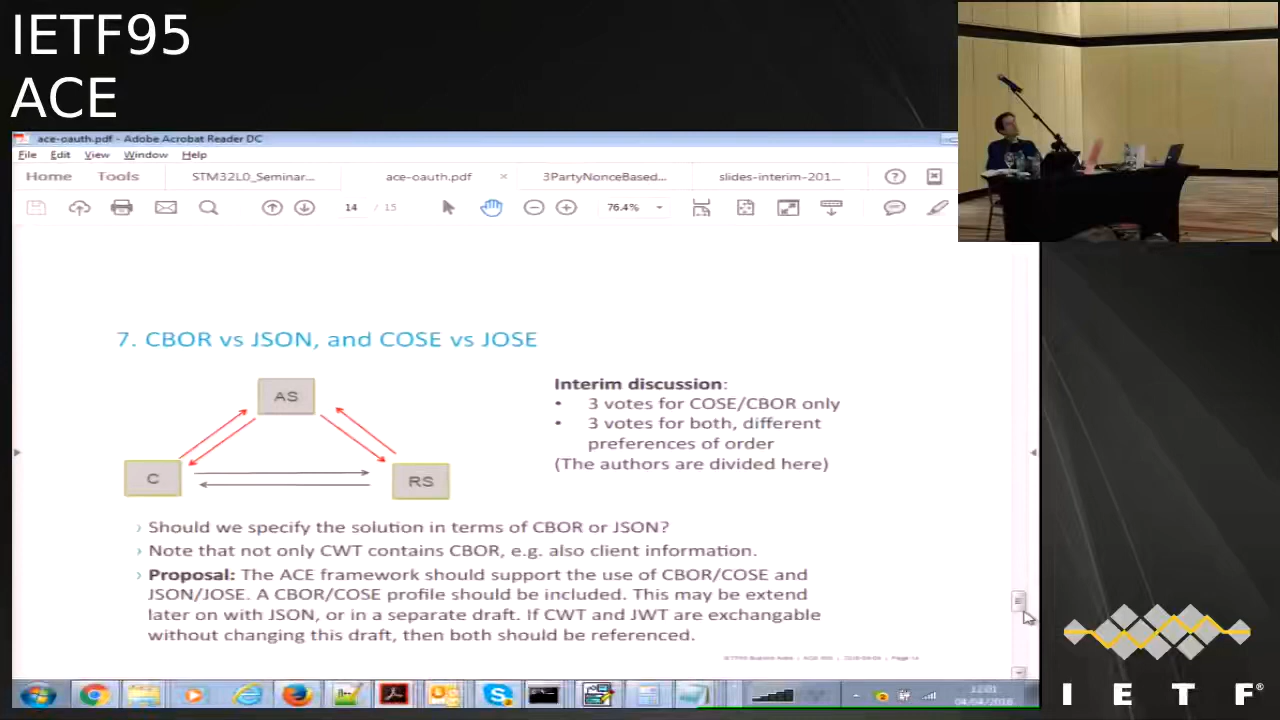 IETF95
ACE
ace-oauth.pdf - Adobe Acrobat Reader DC
File Edit View Window Help
Home Tools STM32L0_Seminar... ace-oauth.pdf × 3PartyNonceBased... slides-interim-201...
14 / 15 76.4%
7. CBOR vs JSON, and COSE vs JOSE
AS
C
RS
Interim discussion:
• 3 votes for COSE/CBOR only
• 3 votes for both, different
preferences of order
(The authors are divided here)
› Should we specify the solution in terms of CBOR or JSON?
› Note that not only CWT contains CBOR, e.g. also client information.
› Proposal: The ACE framework should support the use of CBOR/COSE and
JSON/JOSE. A CBOR/COSE profile should be included. This may be extend
later on with JSON, or in a separate draft. If CWT and JWT are exchangable
without changing this draft, then both should be referenced.
04/04/2016
I E T F®